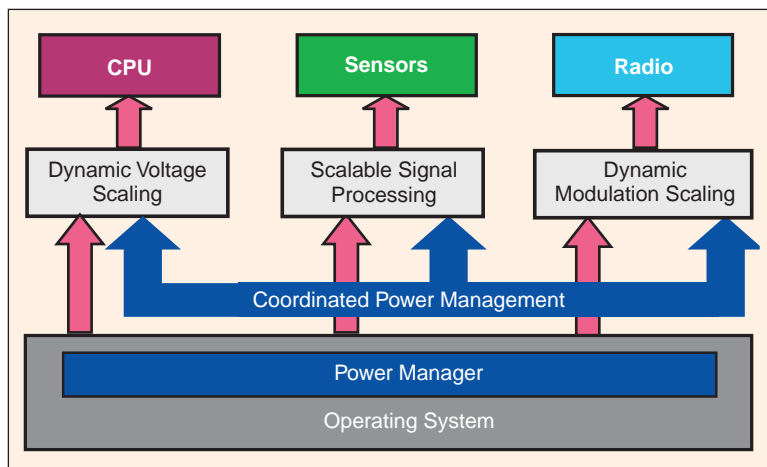 CPU
Sensors
Radio
Dynamic Voltage
Scaling
Scalable Signal
Processing
Dynamic
Modulation Scaling
Coordinated Power Management
Power Manager
Operating System